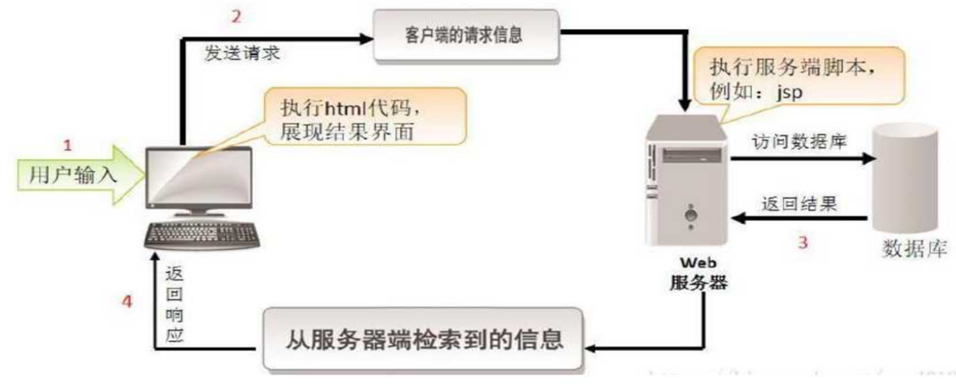 2
客户端的请求信息
发送请求
执行服务端脚本，
例如：jsp
执行html代码，
展现结果界面
1
用户输入
访问数据库
返回结果
3
数据库
Web
服务器
4
返
回
响
应
从服务器端检索到的信息